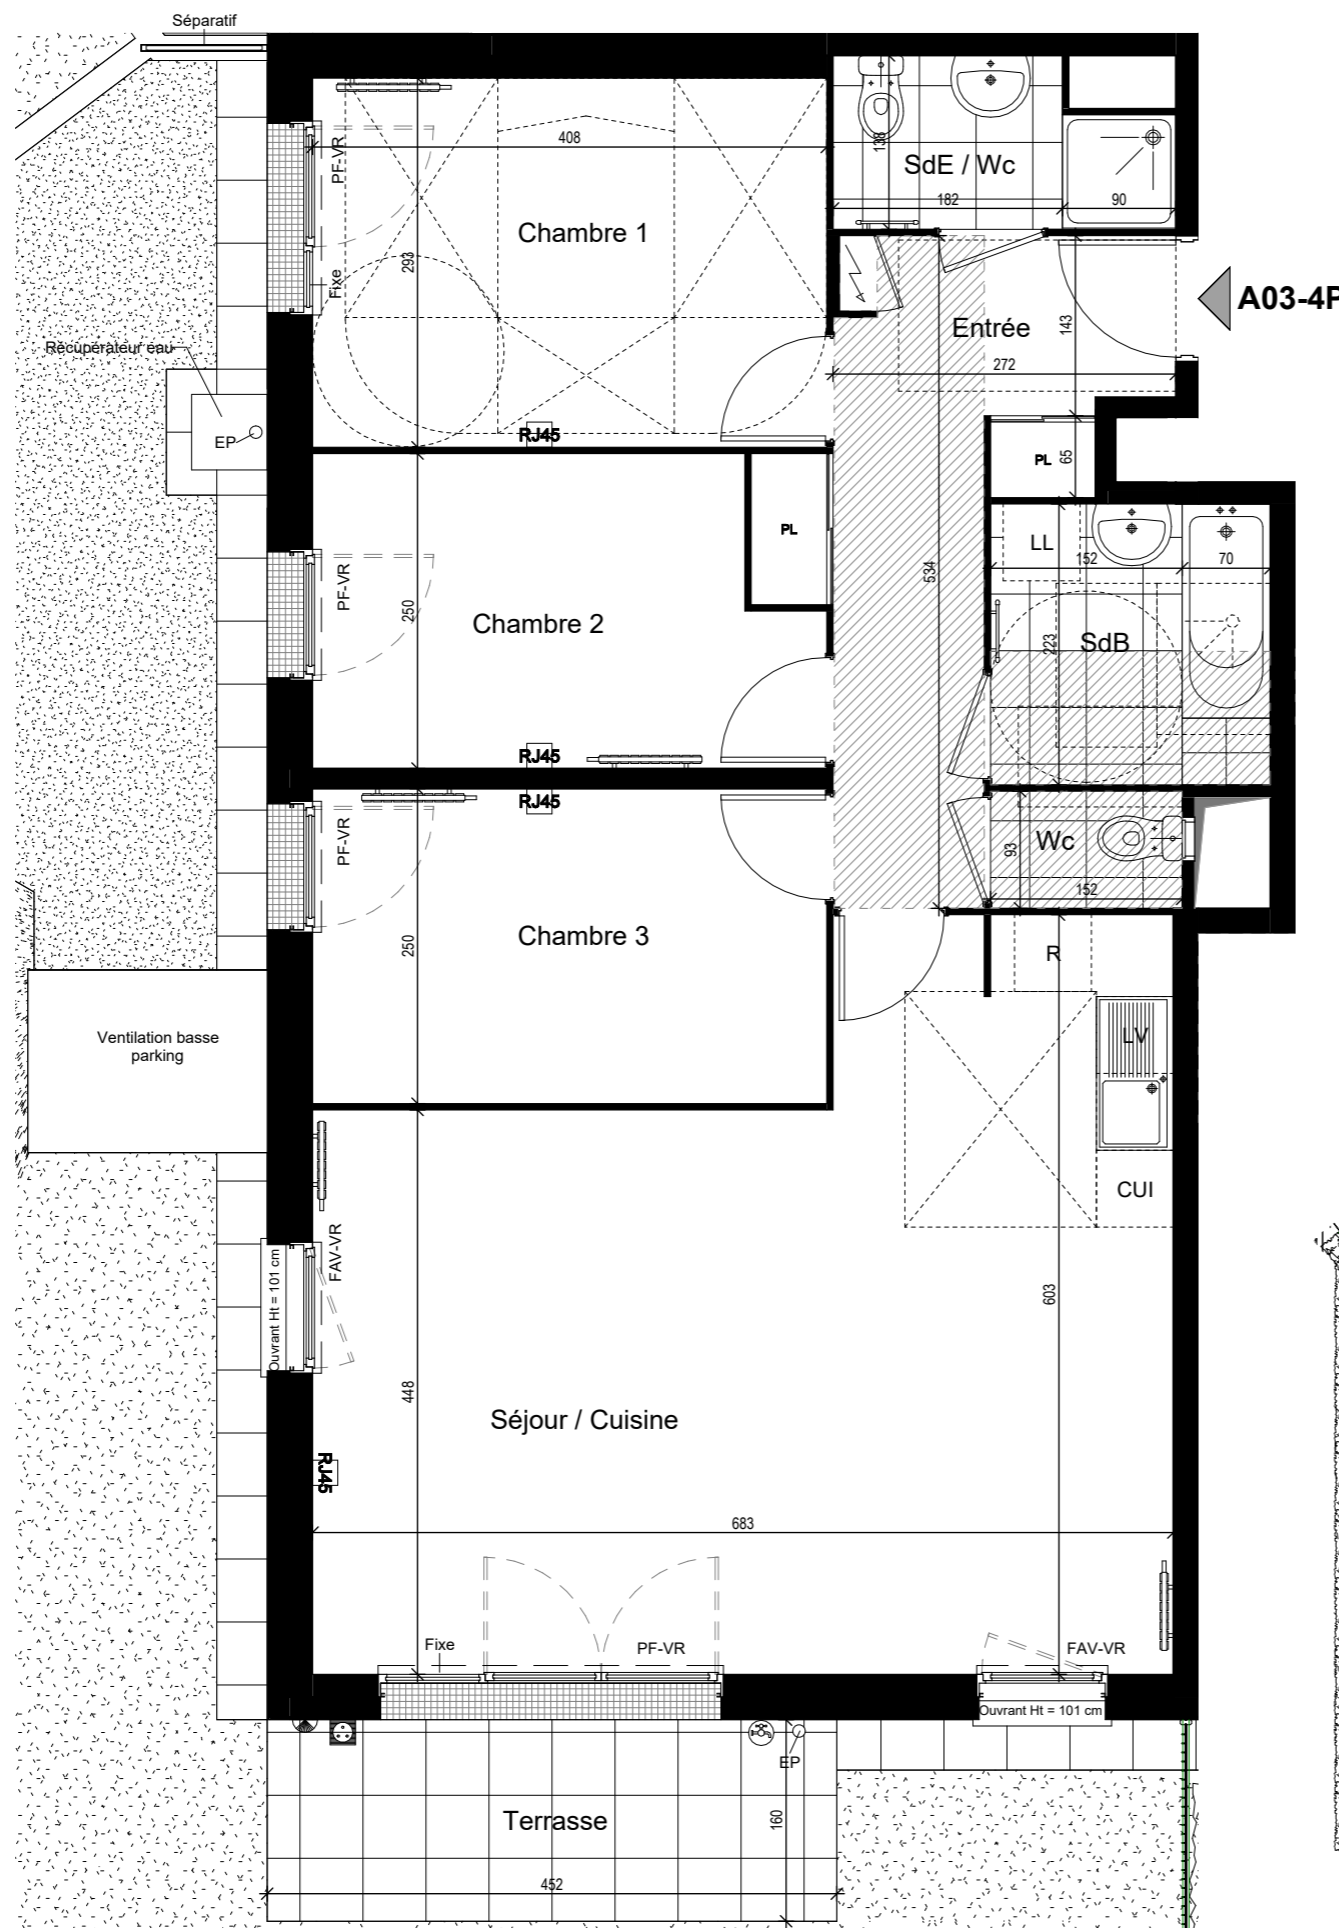 Séparatif
PF-VR
408
138
SdE / Wc
182
90
Chambre 1
293
Fixe
Entrée
143
A03-4P
272
Récupérateur eau
EP
RJ45
PL
65
PL
LL
152
70
534
PF-VR
250
Chambre 2
223
SdB
RJ45
RJ45
PF-VR
93
Wc
152
Chambre 3
250
R
Ventilation basse
parking
LV
CUI
FAV-VR
Ouvrant Ht = 101 cm
603
448
Séjour / Cuisine
RJ45
683
Fixe
PF-VR
FAV-VR
Ouvrant Ht = 101 cm
EP
Terrasse
160
452